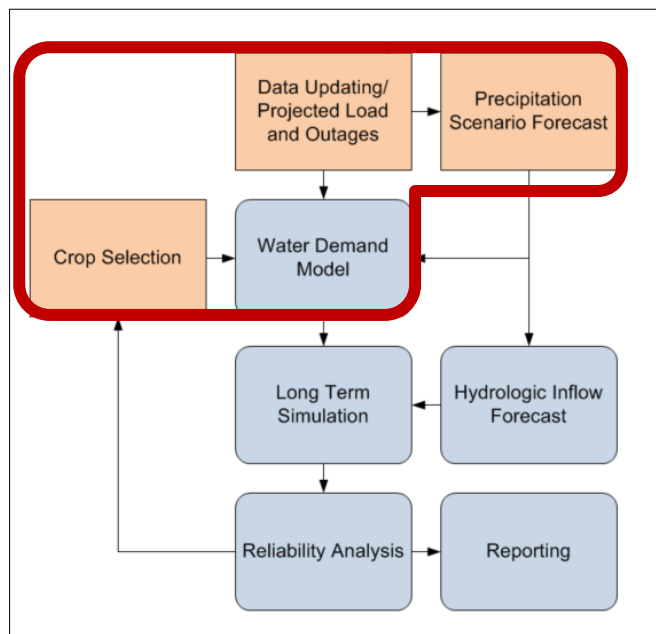 Data Updating/
Projected Load
and Outages
Precipitation
Scenario Forecast
Crop Selection
Water Demand
Model
Long Term
Simulation
Hydrologic Inflow
Forecast
Reliability Analysis
Reporting